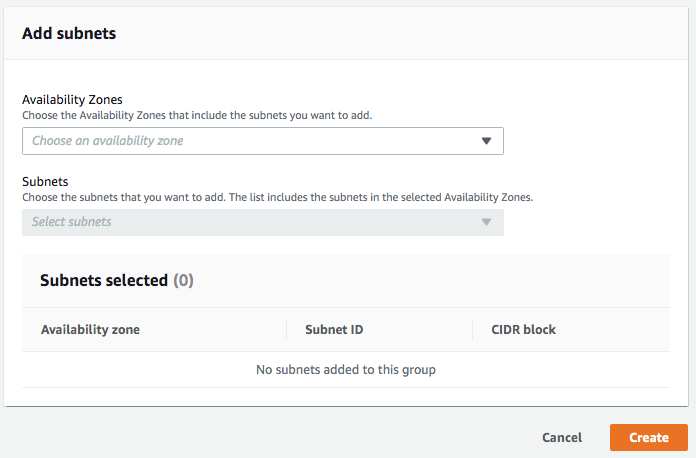 Add subnets
Availability Zones
Choose the Availability Zones that include the subnets you want to add.
Choose an availability zone
Subnets
Choose the subnets that you want to add. The list includes the subnets in the selected Availability Zones.
Select subnets
Subnets selected (0)
Availability zone Subnet ID CIDR block
No subnets added to this group
Cancel Create